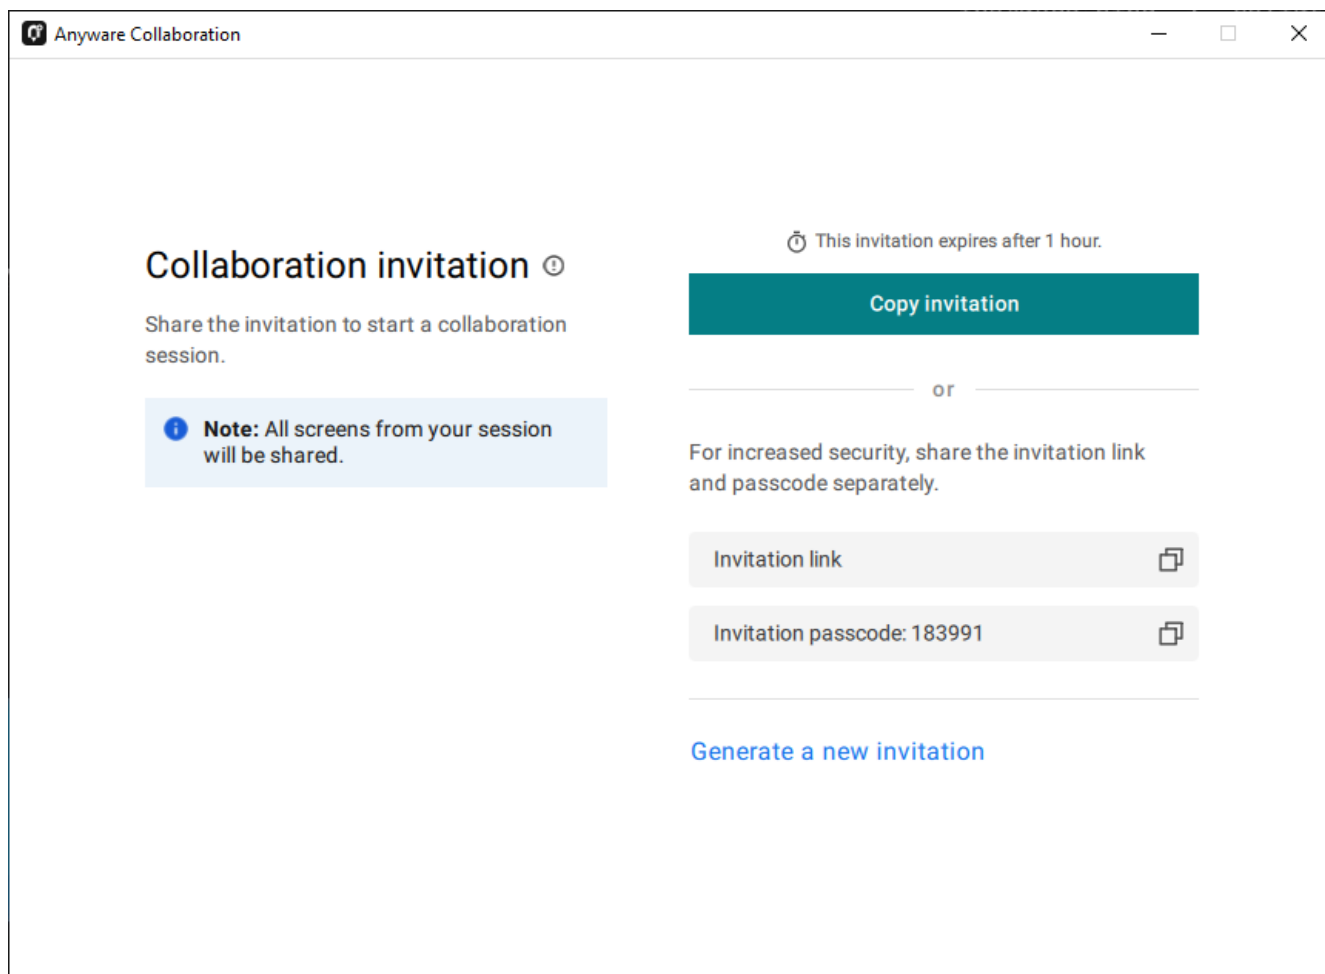 Anyware Collaboration
Collaboration invitation
Share the invitation to start a collaboration
session.
Note: All screens from your session
will be shared.
This invitation expires after 1 hour.
Copy invitation
or
For increased security, share the invitation link
and passcode separately.
Invitation link
Invitation passcode: 183991
Generate a new invitation